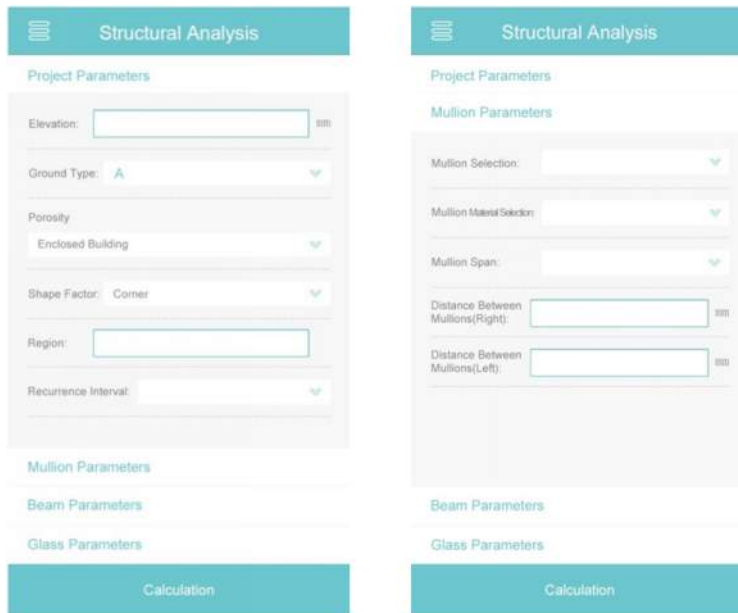 Structural Analysis
Project Parameters
Elevation:
mm
Ground Type: A
Porosity
Enclosed Building
Shape Factor: Corner
Region:
Recurrence Interval:
Mullion Parameters
Beam Parameters
Glass Parameters
Calculation
Structural Analysis
Project Parameters
Mullion Parameters
Mullion Selection:
Mullion Material Selection:
Mullion Span:
Distance Between
Mullions(Right):
mm
Distance Between
Mullions(Left):
mm
Beam Parameters
Glass Parameters
Calculation